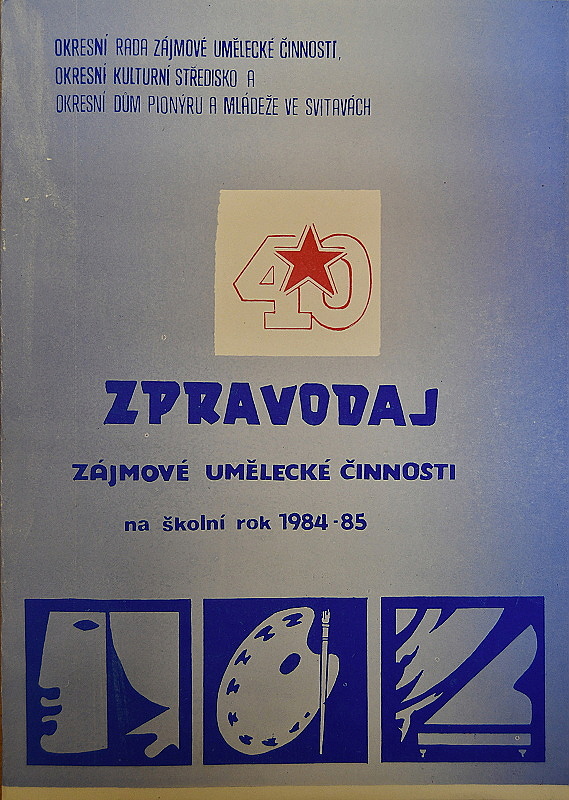 OKRESNÍ RADA ZÁJMOVÉ UMĚLECKÉ ČINNOSTI,
OKRESNÍ KULTURNÍ STŘEDISKO A
OKRESNÍ DŮM PIONÝRU A MLÁDEŽE VE SVITAVÁCH
40
ZPRAVODAJ
ZÁJMOVÉ UMĚLECKÉ ČINNOSTI
na školní rok 1984-85